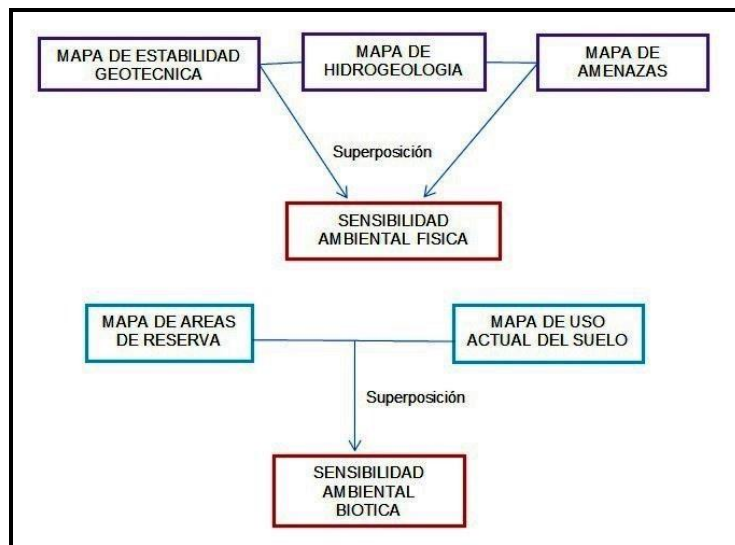 MAPA DE ESTABILIDAD
GEOTECNICA
MAPA DE
HIDROGEOLOGIA
MAPA DE
AMENAZAS
Superposición
SENSIBILIDAD
AMBIENTAL FISICA
MAPA DE AREAS
DE RESERVA
MAPA DE USO
ACTUAL DEL SUELO
Superposición
SENSIBILIDAD
AMBIENTAL
BIOTICA